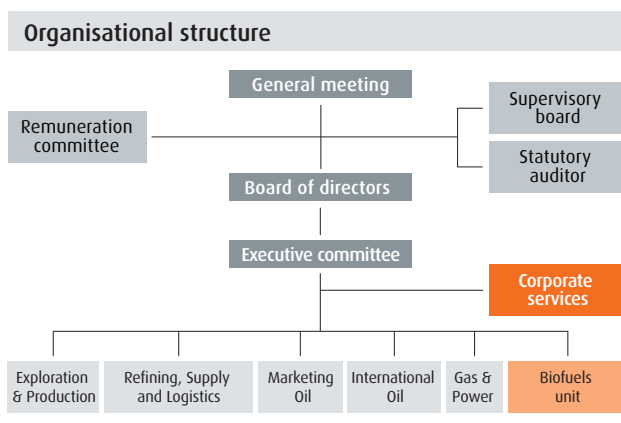 Organisational structure
General meeting
Supervisory
board
Remuneration
committee
Statutory
auditor
Board of directors
Executive committee
Corporate
services
Exploration
& Production
Refining, Supply
and Logistics
Marketing
Oil
International
Oil
Gas &
Power
Biofuels
unit